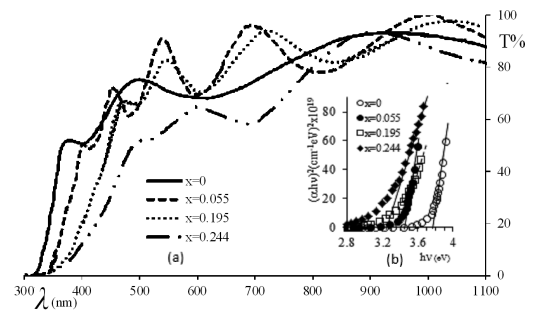 100
T%
80
60
40
20
0
x=0
x=0.055
x=0.195
x=0.244
(a)
300 400 500 600 700 800 900 1000 1100
λ (nm)
(αhν)²(cm⁻¹eV)²x10¹⁹
80
60
40
20
0
x=0
x=0.055
x=0.195
x=0.244
2.8 3.2 3.6 4
(b)
hν (eV)